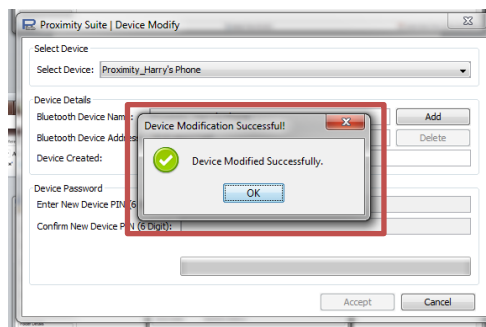 Proximity Suite | Device Modify
Select Device
Select Device: Proximity_Harry's Phone
Device Details
Bluetooth Device Nam
Add
Device Modification Successful!
Bluetooth Device Addres
Delete
Device Modified Successfully.
Device Created:
Device Password
OK
Enter New Device PIN (6
Confirm New Device PIN (6 Digit):
Accept
Cancel